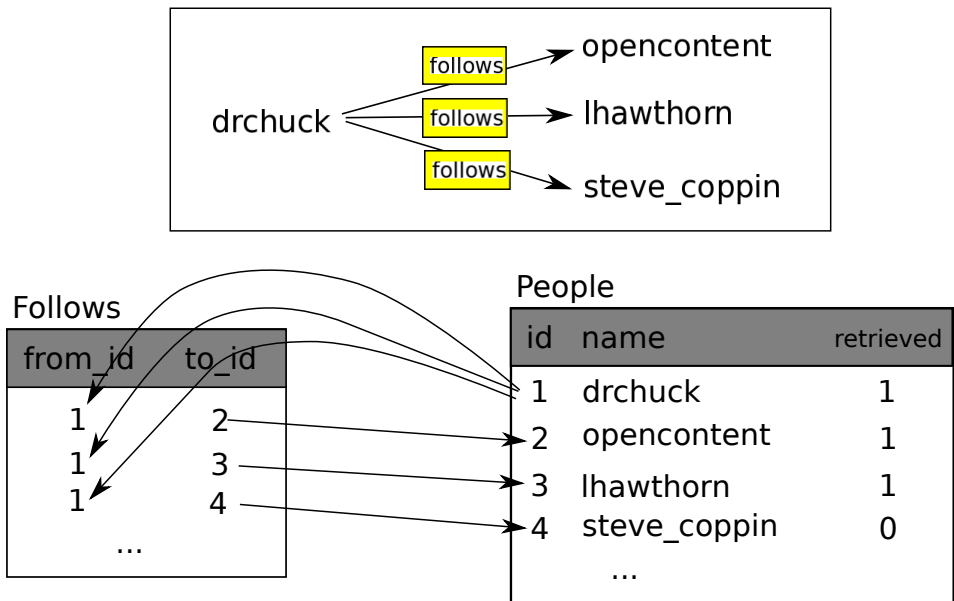 follows opencontent
drchuck follows lhawthorn
follows steve_coppin
Follows
from_id to_id
1 2
1 3
1 4
...
People
id name retrieved
1 drchuck 1
2 opencontent 1
3 lhawthorn 1
4 steve_coppin 0
...